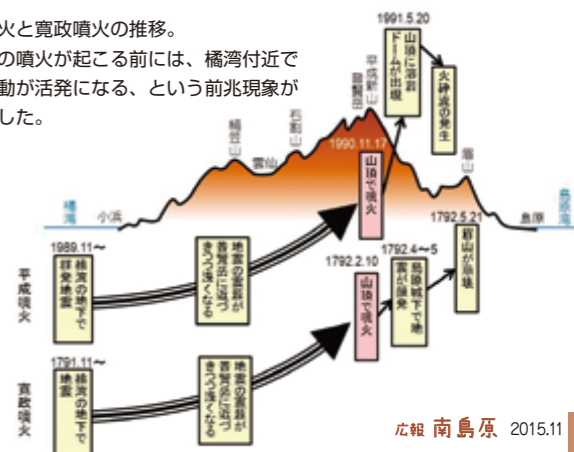 火と寛政噴火の推移。
の噴火が起こる前には、橘湾付近で
動が活発になる、という前兆現象が
した。
1991.5.20
山頂に溶岩
ドームが出現
火砕流の発生
平成新山
普賢岳
石割山
絹笠山
雲仙
眉山
1990.11.17
山頂で噴火
橘湾
小浜
島原
島原湾
1792.5.21
眉山が崩壊
1989.11〜
橘湾の地下で
群発地震
地震の震源が
普賢岳に近づ
きつつ浅くなる
平成噴火
1792.2.10
山頂で噴火
1792.4〜5
島原城下で地
震が頻発
1791.11〜
橘湾の地下で
地震
地震の震源が
普賢岳に近づ
きつつ浅くなる
寛政噴火
広報 南島原 2015.11